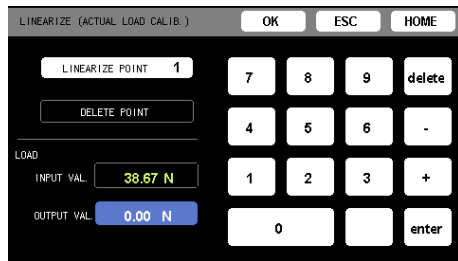 LINEARIZE (ACTUAL LOAD CALIB.)
OK
ESC
HOME
LINEARIZE POINT 1
DELETE POINT
LOAD
INPUT VAL. 38.67 N
OUTPUT VAL. 0.00 N
7 8 9 delete
4 5 6 -
1 2 3 +
0 enter